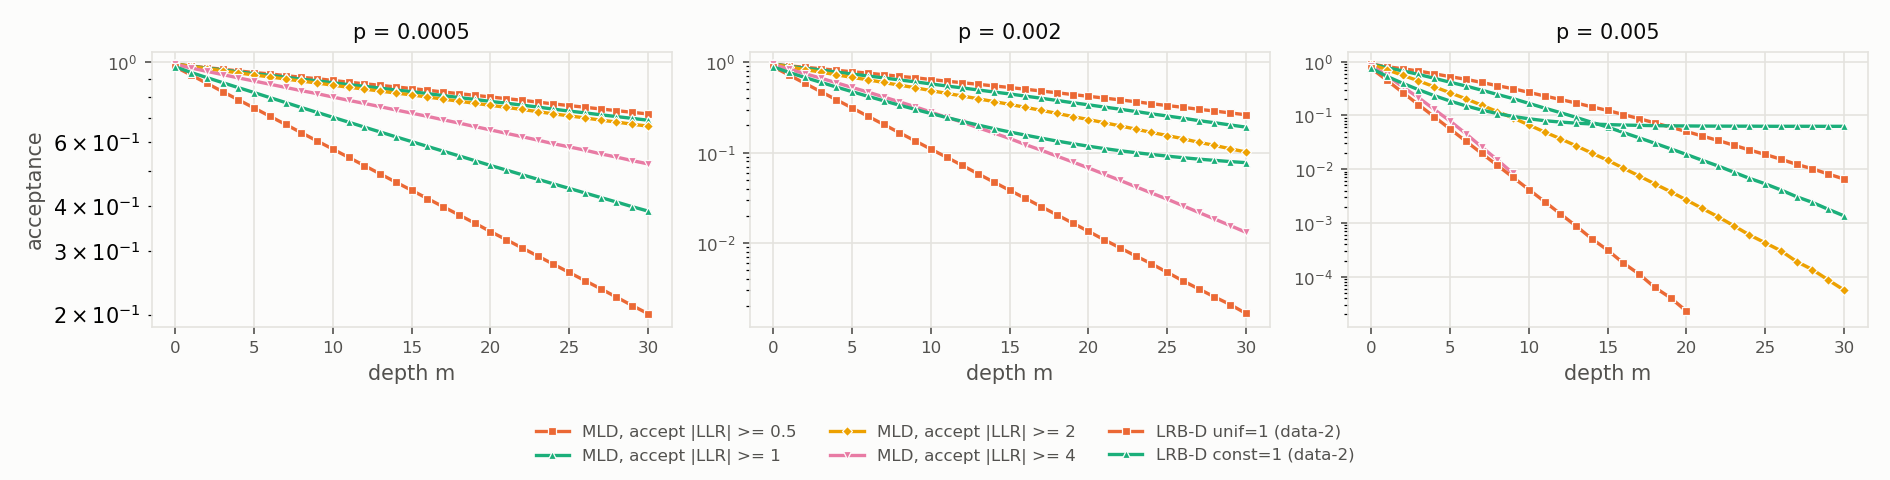 p = 0.0005
p = 0.002
p = 0.005
acceptance
10⁰
6 × 10⁻¹
4 × 10⁻¹
3 × 10⁻¹
2 × 10⁻¹
10⁰
10⁻¹
10⁻²
10⁰
10⁻¹
10⁻²
10⁻³
10⁻⁴
0 5 10 15 20 25 30
0 5 10 15 20 25 30
0 5 10 15 20 25 30
depth m
depth m
depth m
MLD, accept |LLR| >= 0.5
MLD, accept |LLR| >= 1
MLD, accept |LLR| >= 2
MLD, accept |LLR| >= 4
LRB-D unif=1 (data-2)
LRB-D const=1 (data-2)